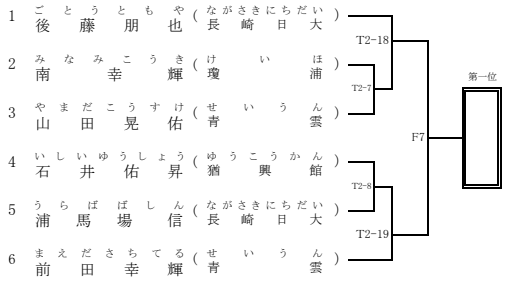 ごとうともや ながさきにちだい
1 後藤朋也 ( 長崎日大 )
T2-18
みなみこうき けいほ
2 南幸輝 ( 瓊浦 )
T2-7
第一位
やまだこうすけ せいうん
3 山田晃佑 ( 青雲 )
F7
いしいゆうしょう ゆうこうかん
4 石井佑昇 ( 猶興館 )
T2-8
うらばばしん ながさきにちだい
5 浦馬場信 ( 長崎日大 )
T2-19
まえださちてる せいうん
6 前田幸輝 ( 青雲 )